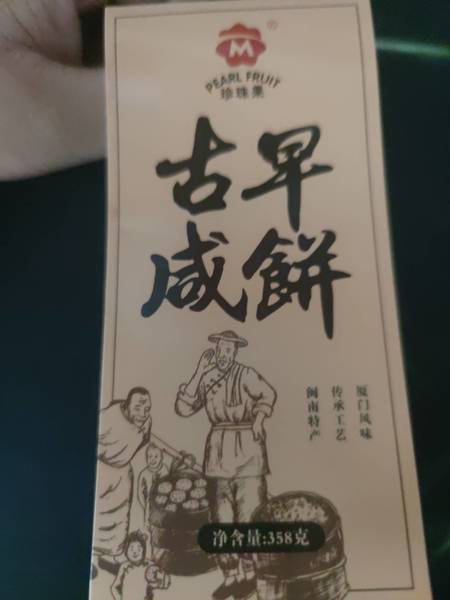 M
®
PEARL FRUIT
珍珠果
古早
咸餅
厦门风味
传承工艺
闽南特产
净含量:358克